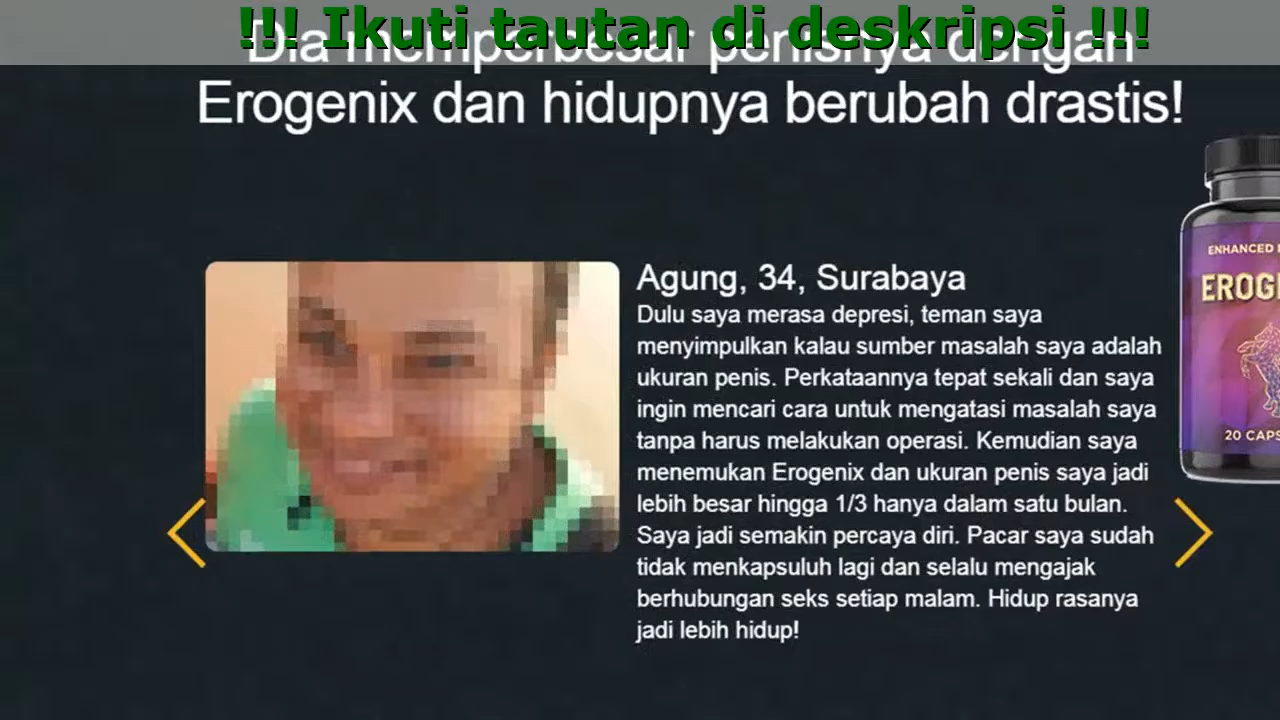 !!! Ikuti tautan di deskripsi !!!
Dia memperbesar penisnya dengan
Erogenix dan hidupnya berubah drastis!
Agung, 34, Surabaya
Dulu saya merasa depresi, teman saya
menyimpulkan kalau sumber masalah saya adalah
ukuran penis. Perkataannya tepat sekali dan saya
ingin mencari cara untuk mengatasi masalah saya
tanpa harus melakukan operasi. Kemudian saya
menemukan Erogenix dan ukuran penis saya jadi
lebih besar hingga 1/3 hanya dalam satu bulan.
Saya jadi semakin percaya diri. Pacar saya sudah
tidak menkapsuluh lagi dan selalu mengajak
berhubungan seks setiap malam. Hidup rasanya
jadi lebih hidup!
ENHANCED
EROG
20 CAPS